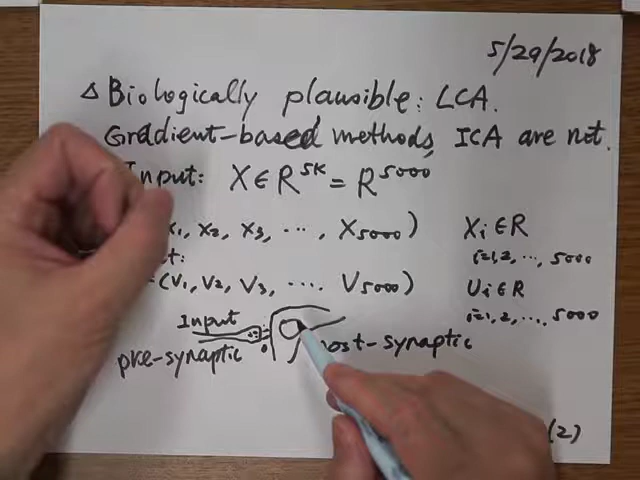 5/29/2018
△ Biologically plausible: LCA.
Gradient-based methods, ICA are not.
Input: X∈R^5K = R^5000
x₁, x₂, x₃, ..., x₅₀₀₀) Xi∈R
i=1,2, ..., 5000
(v₁, v₂, v₃, .... v₅₀₀₀) Ui∈R
i=1,2, ..., 5000
Input
pre-synaptic ost-synaptic
(2)